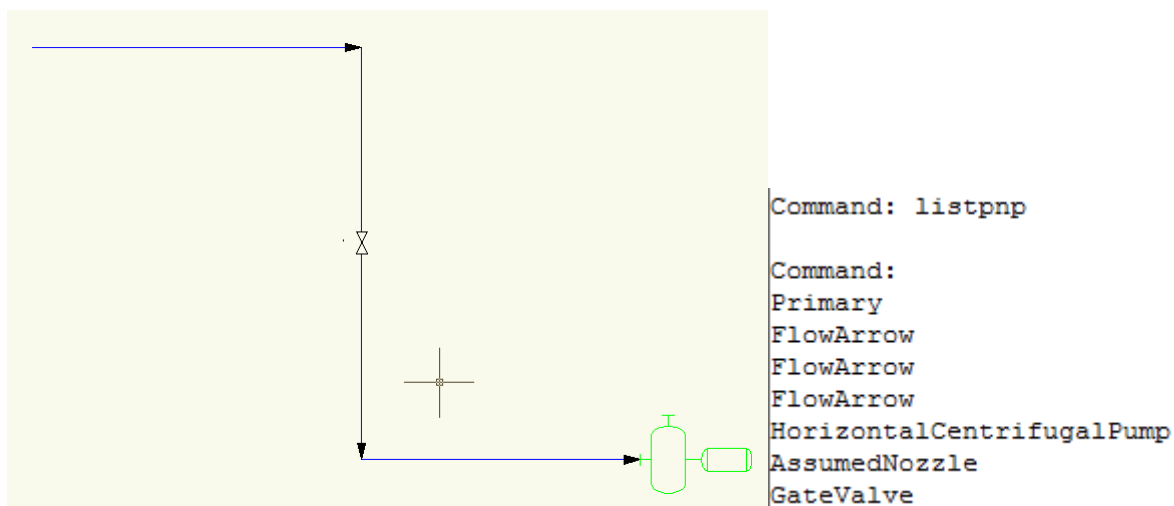 Command: listpnp
Command:
Primary
FlowArrow
FlowArrow
FlowArrow
HorizontalCentrifugalPump
AssumedNozzle
GateValve